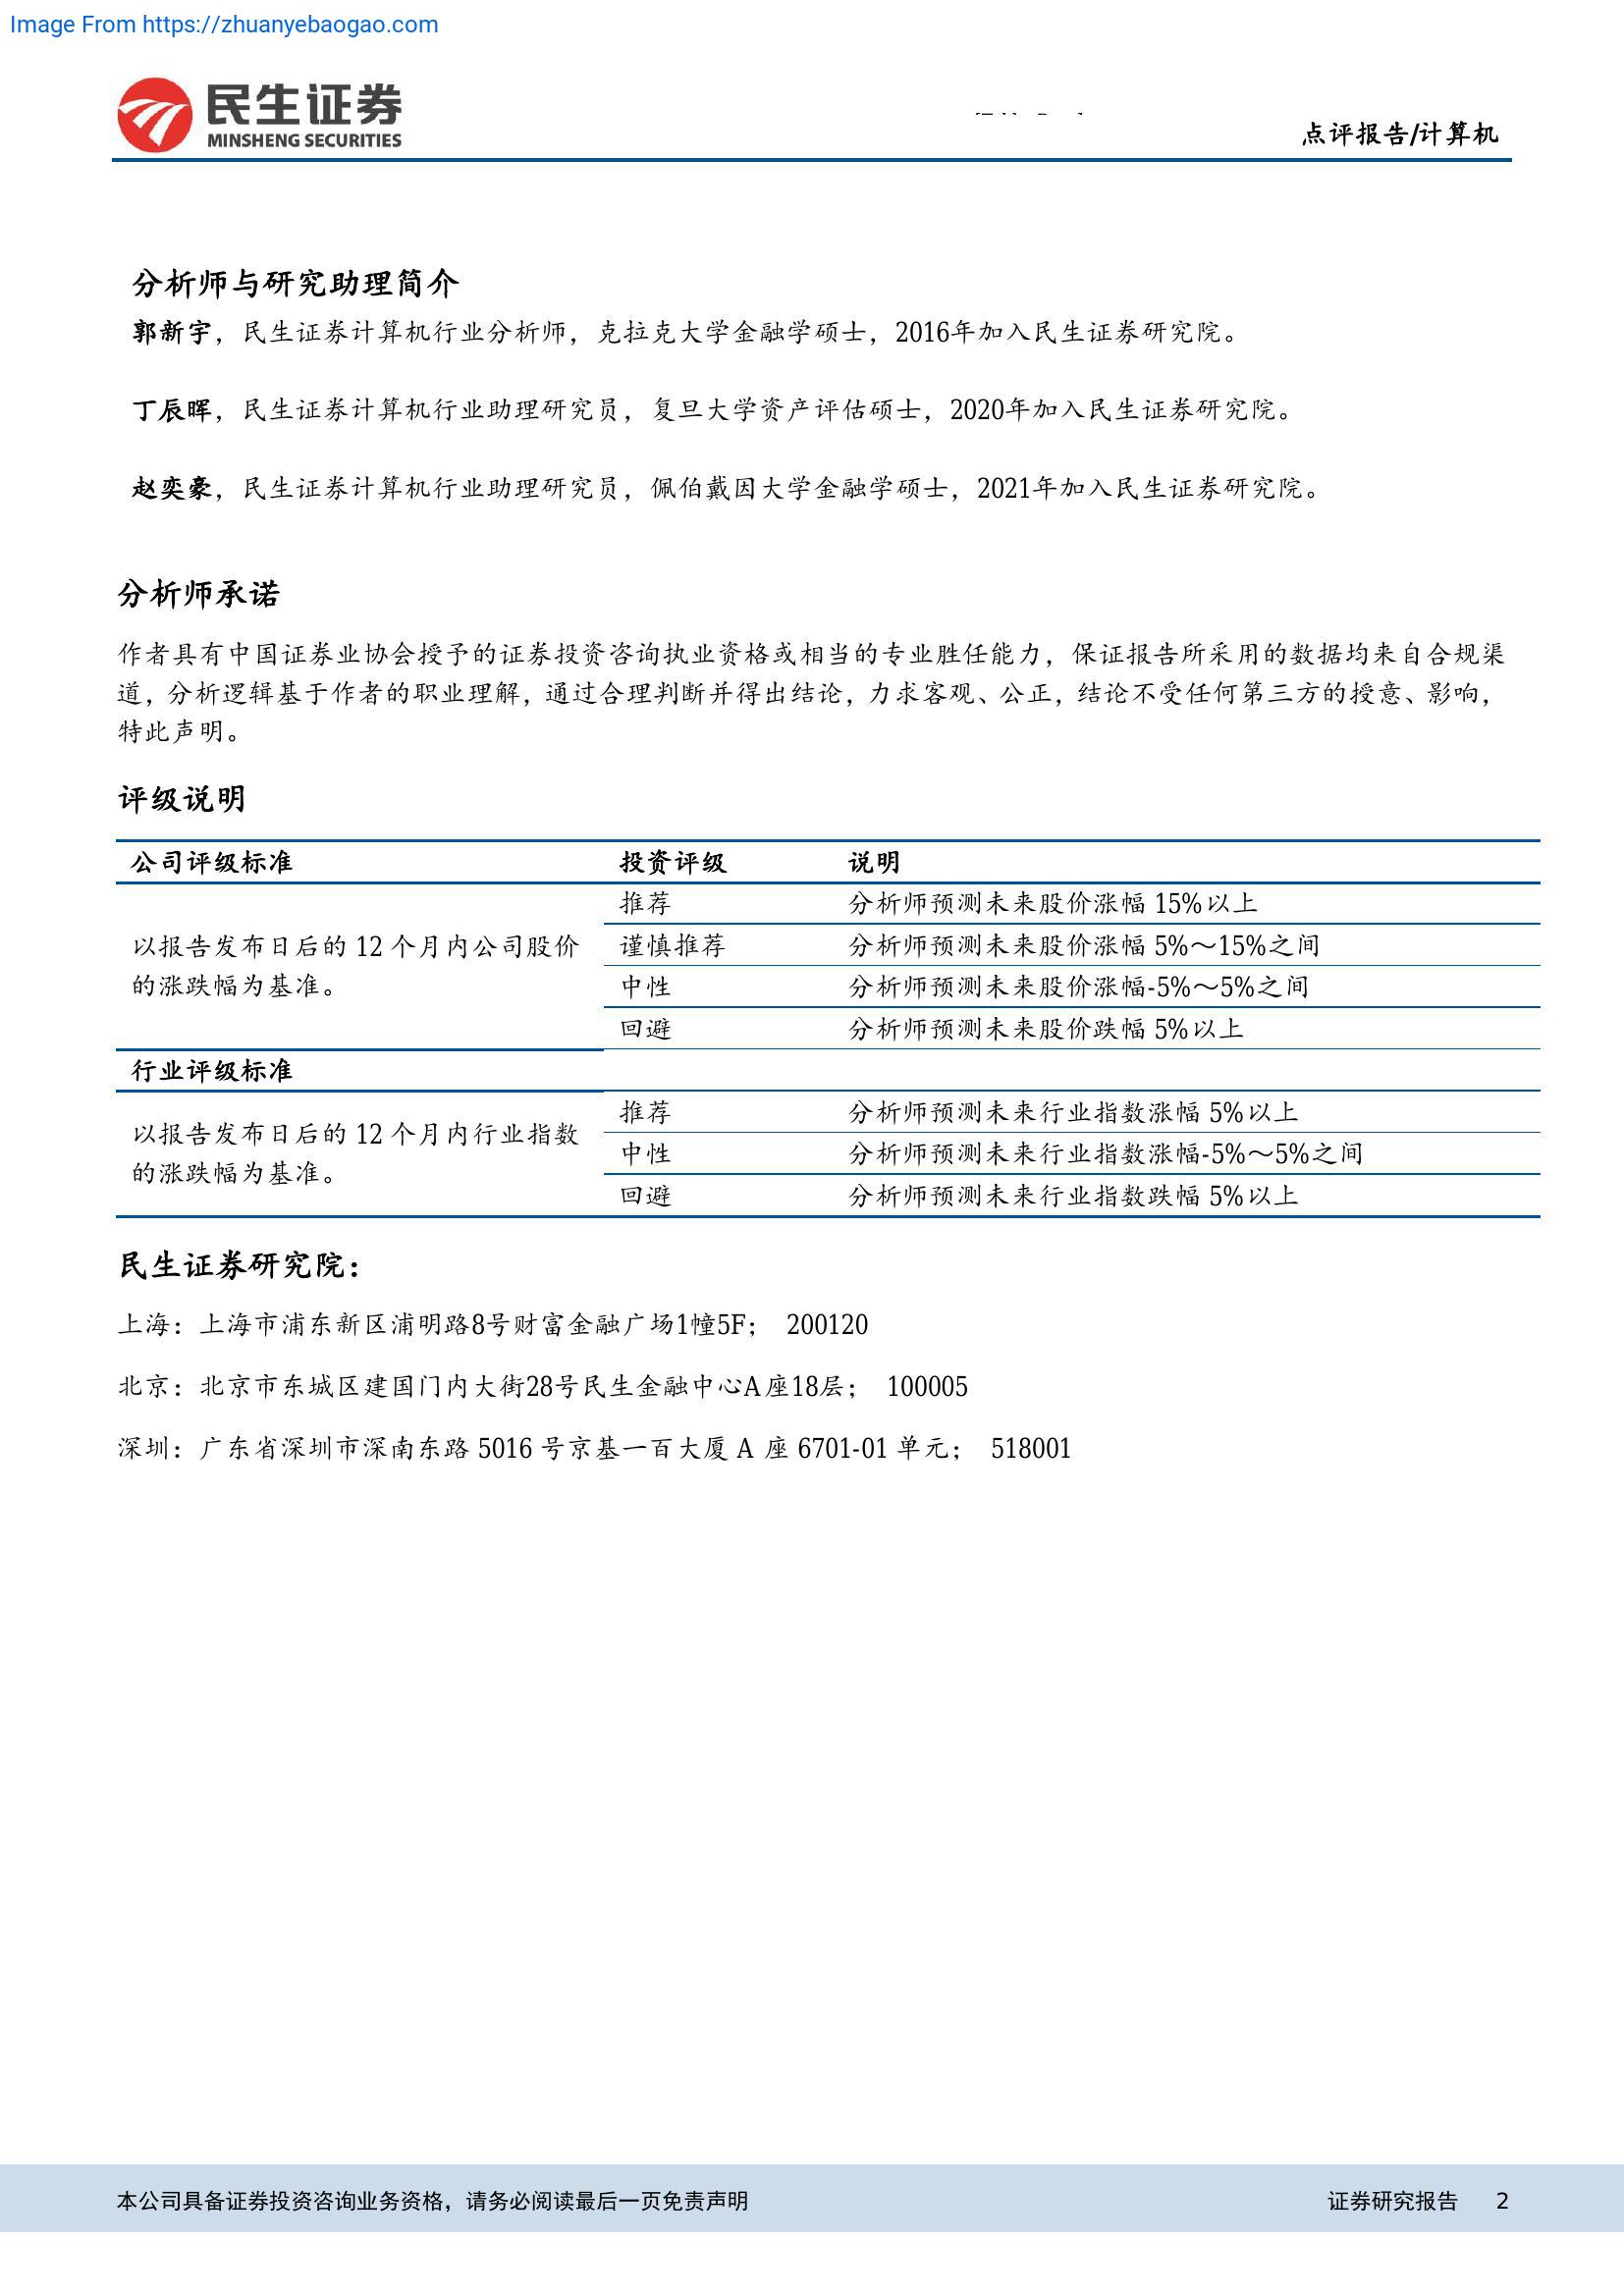 Image From https://zhuanyebaogao.com
民生证券
MINSHENG SECURITIES
点评报告/计算机
分析师与研究助理简介
郭新宇，民生证券计算机行业分析师，克拉克大学金融学硕士，2016年加入民生证券研究院。
丁辰晖，民生证券计算机行业助理研究员，复旦大学资产评估硕士，2020年加入民生证券研究院。
赵奕豪，民生证券计算机行业助理研究员，佩伯戴因大学金融学硕士，2021年加入民生证券研究院。
分析师承诺
作者具有中国证券业协会授予的证券投资咨询执业资格或相当的专业胜任能力，保证报告所采用的数据均来自合规渠
道，分析逻辑基于作者的职业理解，通过合理判断并得出结论，力求客观、公正，结论不受任何第三方的授意、影响，
特此声明。
评级说明
公司评级标准 投资评级 说明
以报告发布日后的 12 个月内公司股价
的涨跌幅为基准。
推荐 分析师预测未来股价涨幅 15%以上
谨慎推荐 分析师预测未来股价涨幅 5%～15%之间
中性 分析师预测未来股价涨幅-5%～5%之间
回避 分析师预测未来股价跌幅 5%以上
行业评级标准
以报告发布日后的 12 个月内行业指数
的涨跌幅为基准。
推荐 分析师预测未来行业指数涨幅 5%以上
中性 分析师预测未来行业指数涨幅-5%～5%之间
回避 分析师预测未来行业指数跌幅 5%以上
民生证券研究院：
上海：上海市浦东新区浦明路8号财富金融广场1幢5F； 200120
北京：北京市东城区建国门内大街28号民生金融中心A座18层； 100005
深圳：广东省深圳市深南东路 5016 号京基一百大厦 A 座 6701-01 单元； 518001
本公司具备证券投资咨询业务资格，请务必阅读最后一页免责声明
证券研究报告 2